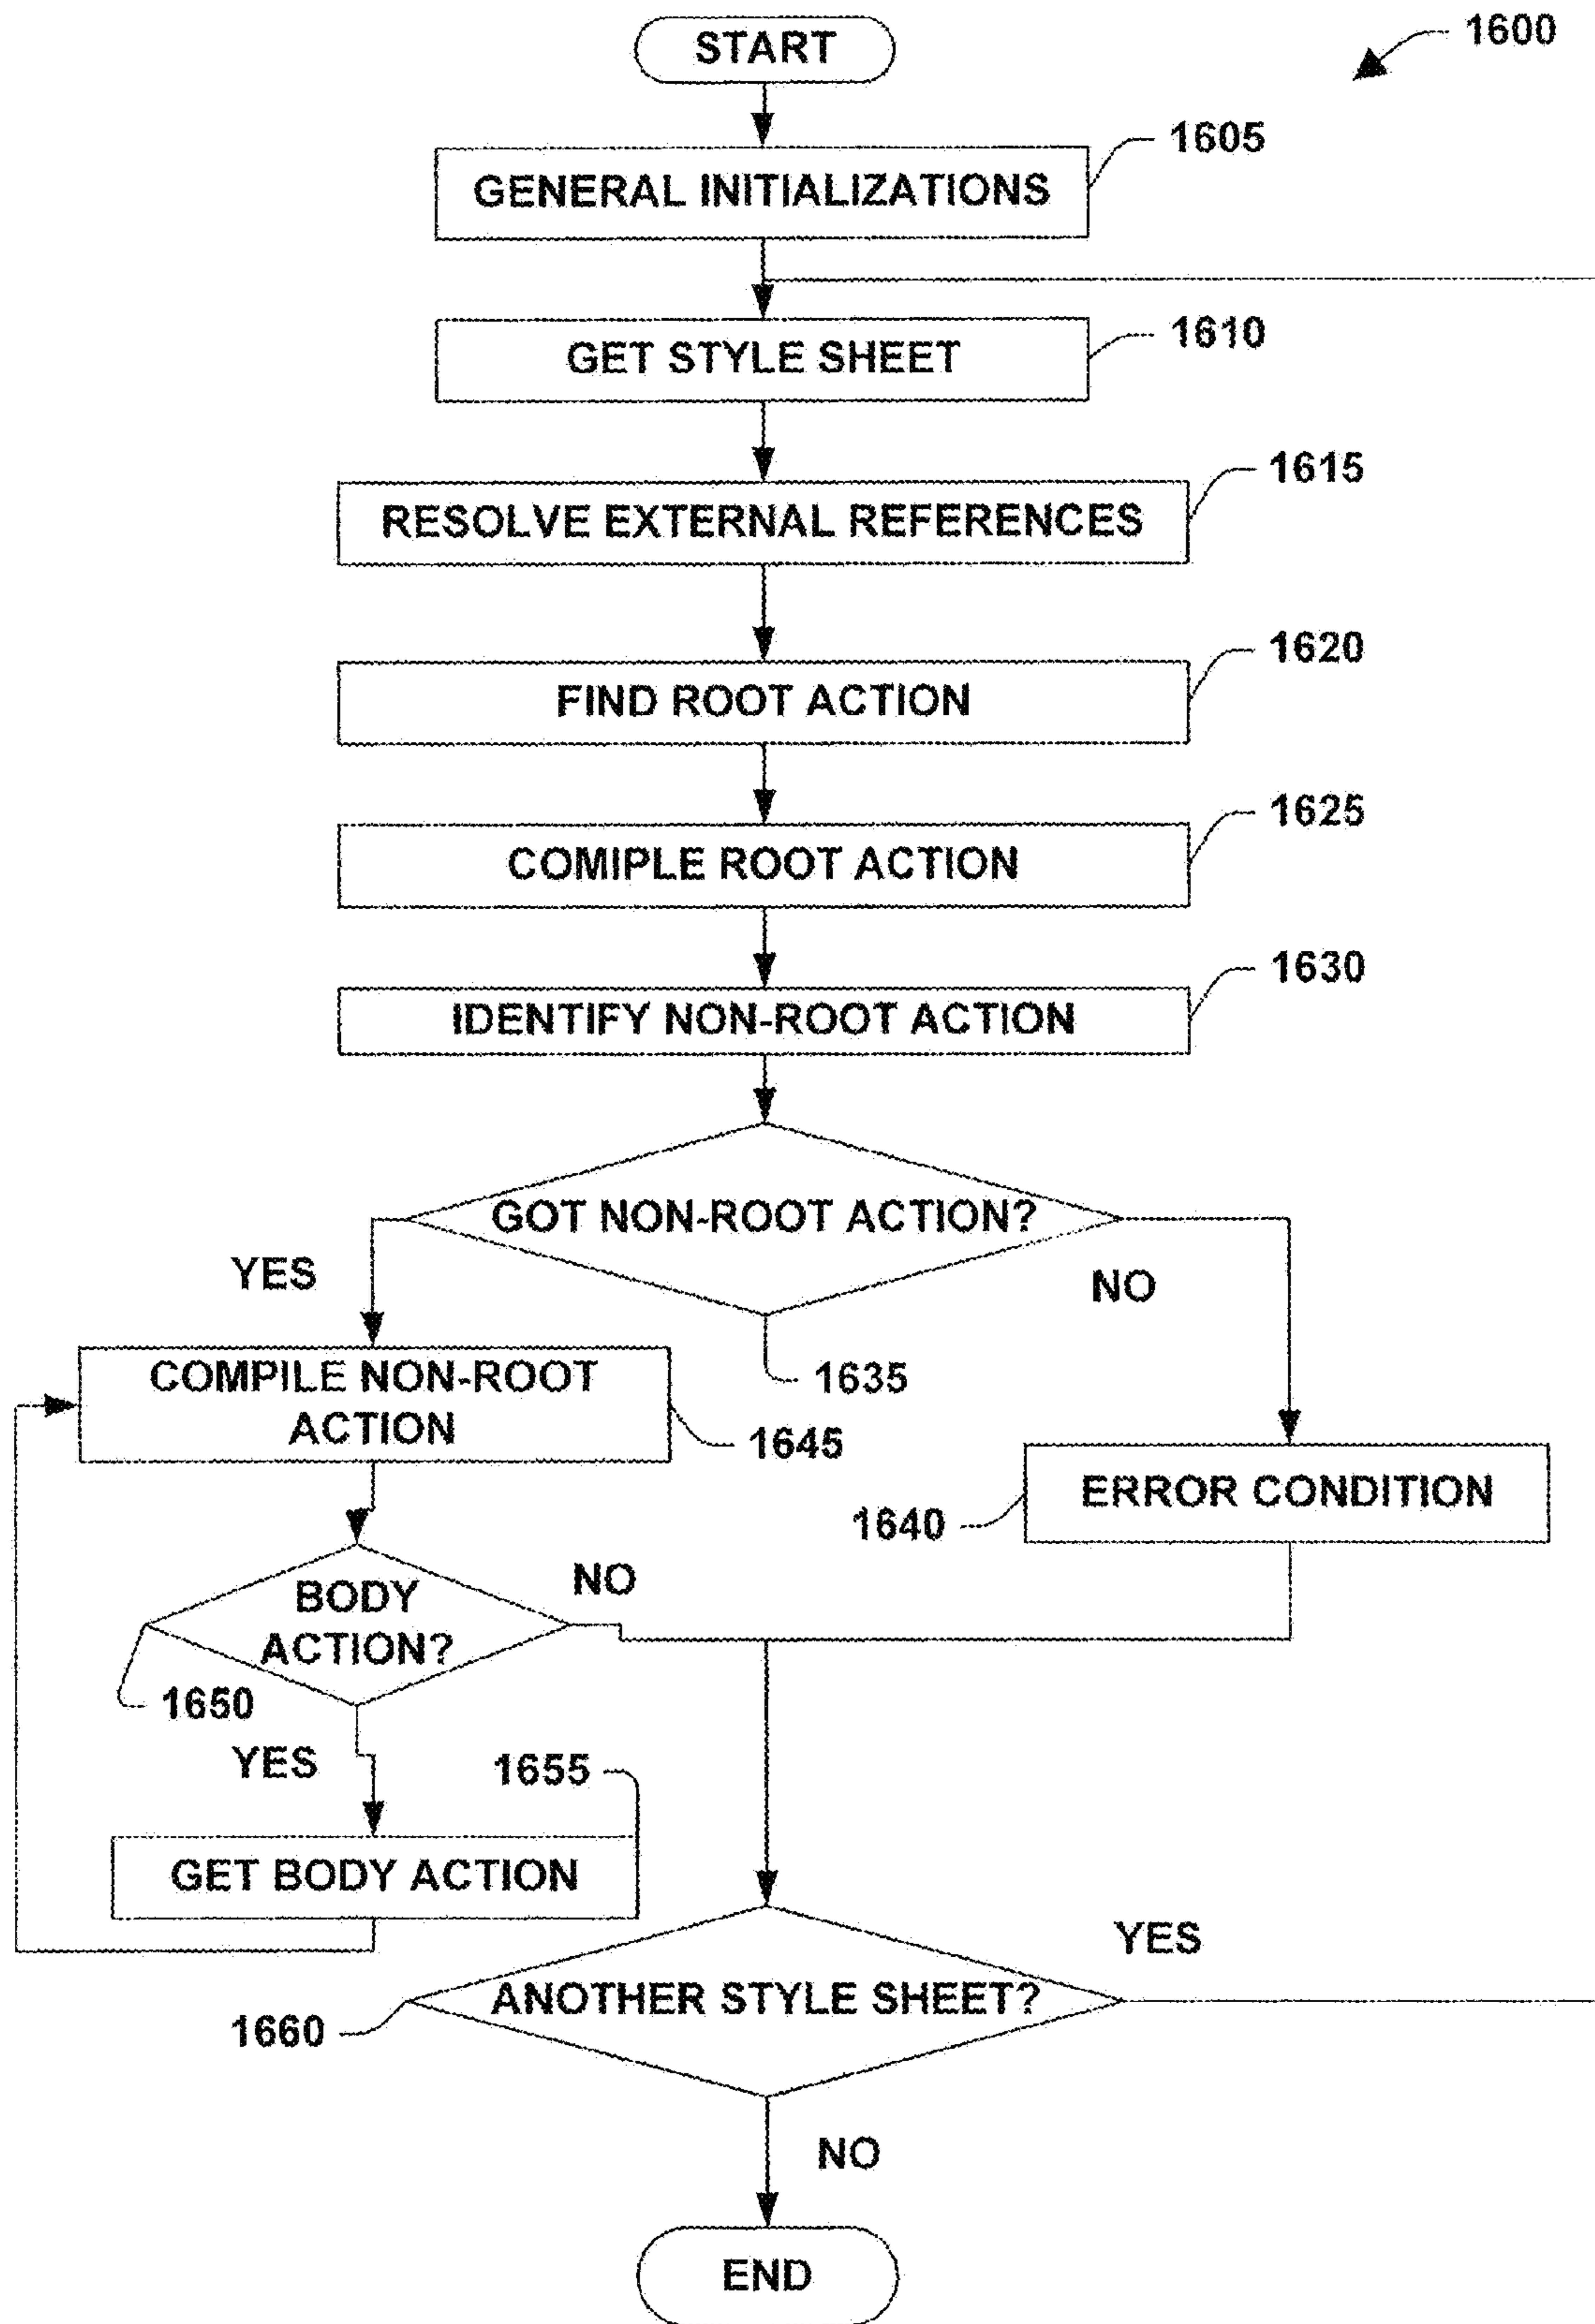 START
1600
1605
GENERAL INITIALIZATIONS
1610
GET STYLE SHEET
1615
RESOLVE EXTERNAL REFERENCES
1620
FIND ROOT ACTION
1625
COMIPLE ROOT ACTION
1630
IDENTIFY NON-ROOT ACTION
GOT NON-ROOT ACTION?
YES
NO
1635
COMPILE NON-ROOT
ACTION
1645
ERROR CONDITION
1640
BODY
ACTION?
NO
1650
YES
1655
GET BODY ACTION
YES
ANOTHER STYLE SHEET?
1660
NO
END